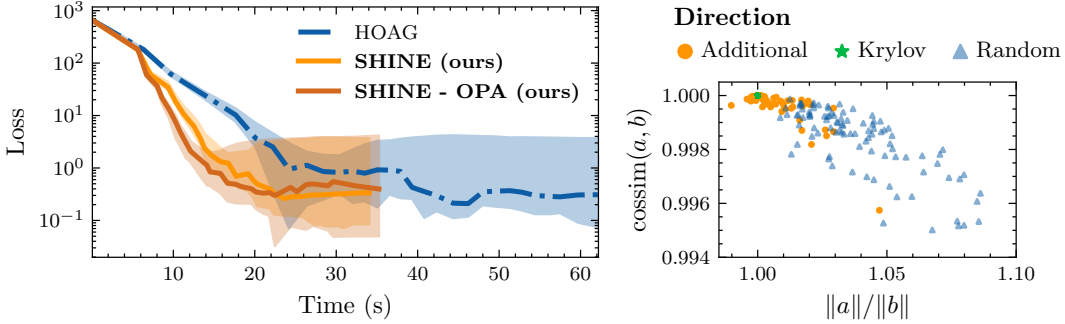 HOAG
SHINE (ours)
SHINE - OPA (ours)
10³
10²
10¹
10⁰
10⁻¹
Loss
10
20
30
40
50
60
Time (s)
Direction
Additional
Krylov
Random
1.000
0.998
0.996
0.994
cossim(a, b)
1.00
1.05
1.10
‖a‖/‖b‖